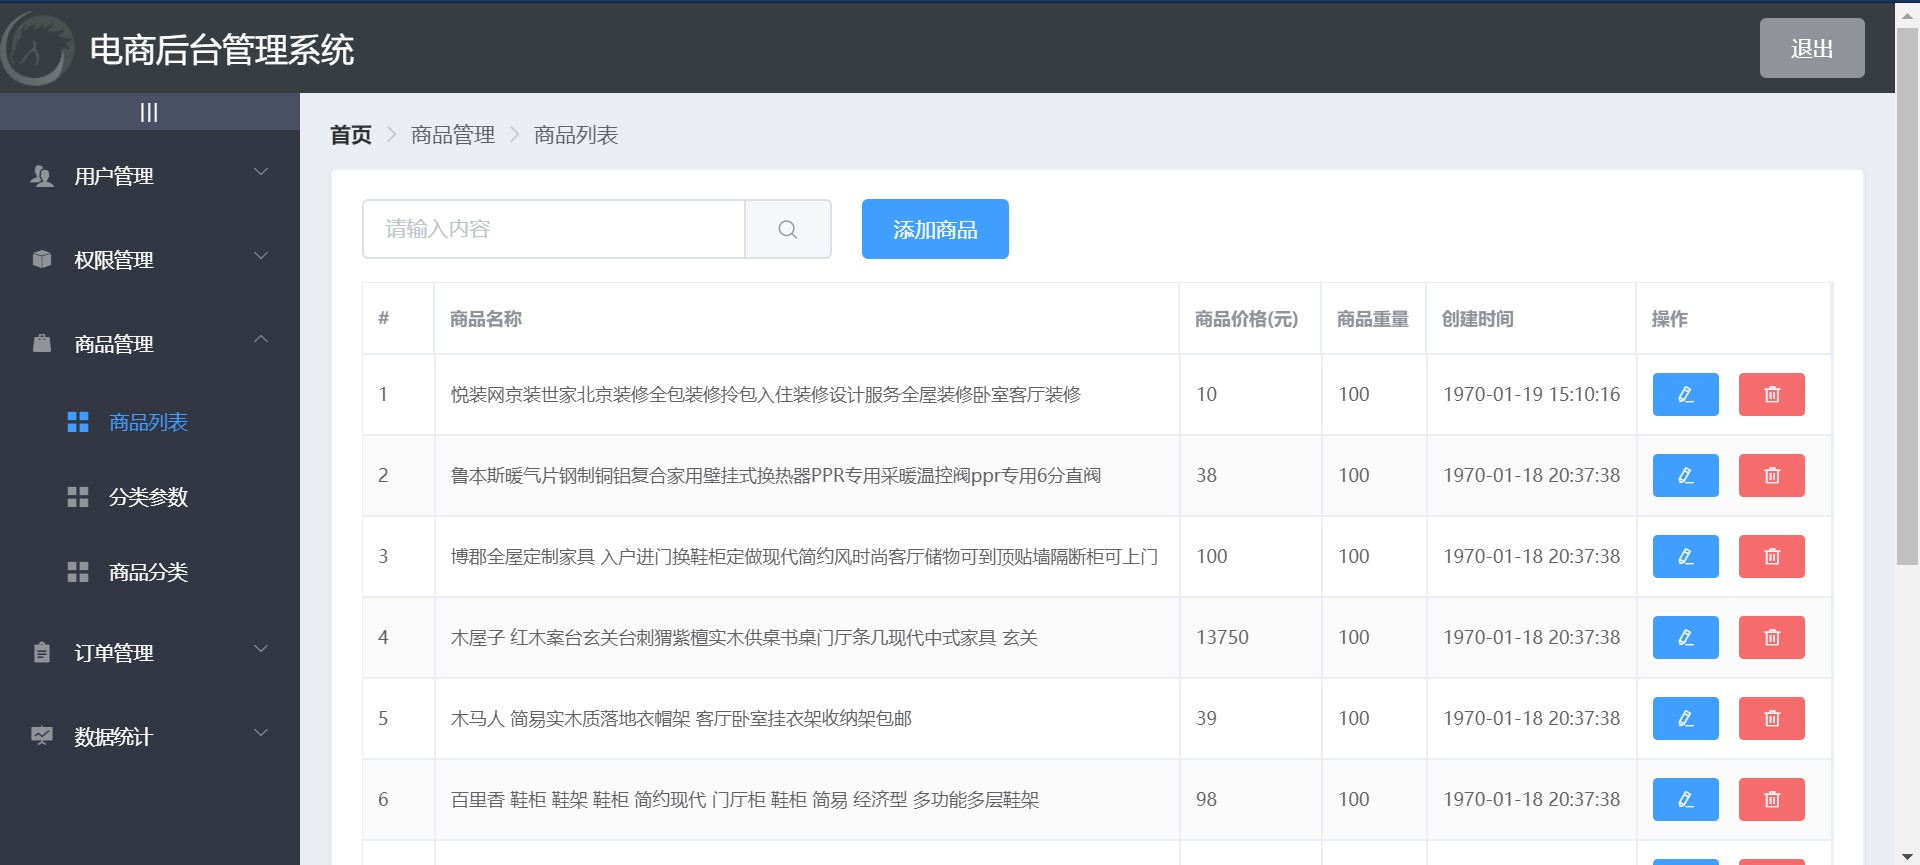 电商后台管理系统
退出
|||
用户管理
权限管理
商品管理
商品列表
分类参数
商品分类
订单管理
数据统计
首页 > 商品管理 > 商品列表
请输入内容
添加商品
# 商品名称 商品价格(元) 商品重量 创建时间 操作
1 悦装网京装世家北京装修全包装修拎包入住装修设计服务全屋装修卧室客厅装修 10 100 1970-01-19 15:10:16
2 鲁本斯暖气片钢制铜铝复合家用壁挂式换热器PPR专用采暖温控阀ppr专用6分直阀 38 100 1970-01-18 20:37:38
3 博郡全屋定制家具 入户进门换鞋柜定做现代简约风时尚客厅储物可到顶贴墙隔断柜可上门 100 100 1970-01-18 20:37:38
4 木屋子 红木案台玄关台刺猬紫檀实木供桌书桌门厅条几现代中式家具 玄关 13750 100 1970-01-18 20:37:38
5 木马人 简易实木质落地衣帽架 客厅卧室挂衣架收纳架包邮 39 100 1970-01-18 20:37:38
6 百里香 鞋柜 鞋架 鞋柜 简约现代 门厅柜 鞋柜 简易 经济型 多功能多层鞋架 98 100 1970-01-18 20:37:38